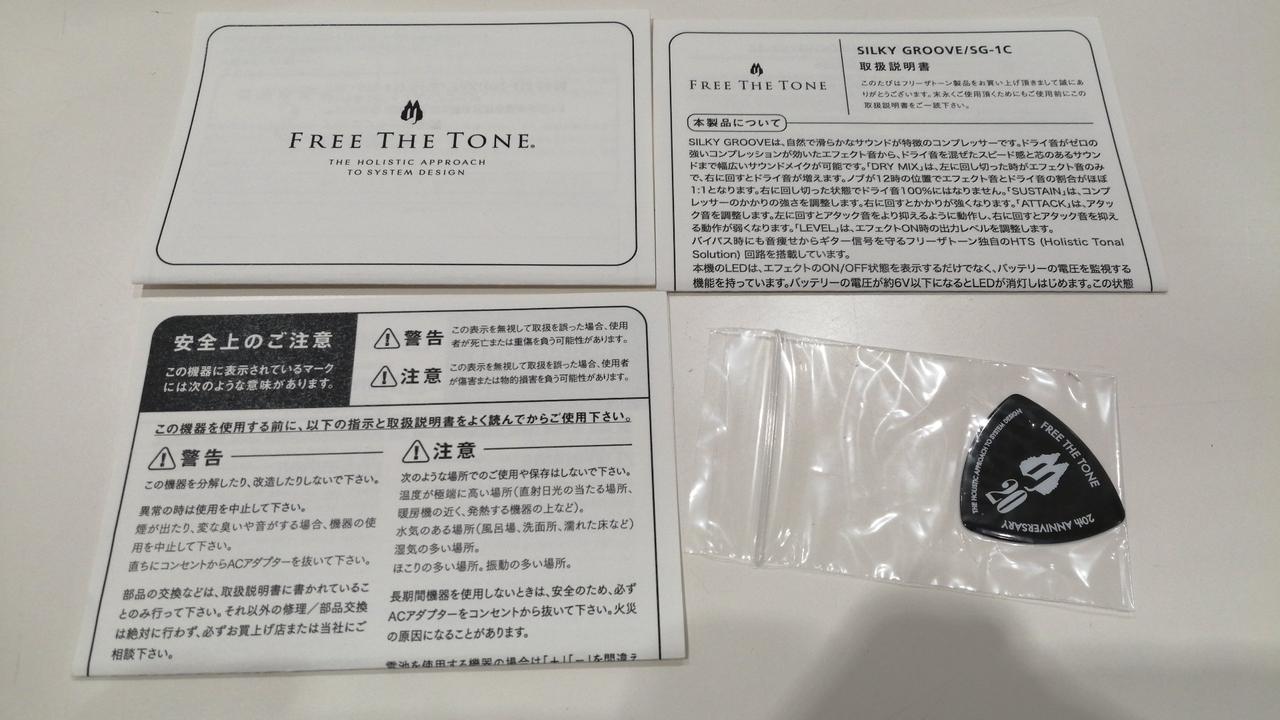 FREE THE TONE®
THE HOLISTIC APPROACH
TO SYSTEM DESIGN
FREE THE TONE
SILKY GROOVE/SG-1C
取扱説明書
このたびはフリーザトーン製品をお買い上げ頂きまして誠にあ
りがとうございます。末永くご使用頂くためにもご使用前にこの
取扱説明書をご一読下さい。
本製品について
SILKY GROOVEは、自然で滑らかなサウンドが特徴のコンプレッサーです。ドライ音がゼロの
強いコンプレッションが効いたエフェクト音から、ドライ音を混ぜたスピード感と芯のあるサウン
ドまで幅広いサウンドメイクが可能です。「DRY MIX」は、左に回し切った時がエフェクト音のみ
で、右に回すとドライ音が増えます。ノブが12時の位置でエフェクト音とドライ音の割合がほぼ
1:1となります。右に回し切った状態でドライ音100%にはなりません。「SUSTAIN」は、コンプ
レッサーのかかりの強さを調整します。右に回すとかかりが強くなります。「ATTACK」は、アタッ
ク音を調整します。左に回すとアタック音をより抑えるように動作し、右に回すとアタック音を抑え
る動作が弱くなります。「LEVEL」は、エフェクトON時の出力レベルを調整します。
バイパス時にも音痩せからギター信号を守るフリーザトーン独自のHTS (Holistic Tonal
Solution) 回路を搭載しています。
本機のLEDは、エフェクトのON/OFF状態を表示するだけでなく、バッテリーの電圧を監視する
機能を持っています。バッテリーの電圧が約6V以下になるとLEDが消灯しはじめます。この状態
安全上のご注意
この機器に表示されているマーク
には次のような意味があります。
警告
この表示を無視して取扱を誤った場合、使用
者が死亡または重傷を負う可能性があります。
注意
この表示を無視して取扱を誤った場合、使用者
が傷害または物的損害を負う可能性があります。
この機器を使用する前に、以下の指示と取扱説明書をよく読んでからご使用下さい。
警告
この機器を分解したり、改造したりしないで下さい。
異常の時は使用を中止して下さい。
煙が出たり、変な臭いや音がする場合、機器の使
用を中止して下さい。
直ちにコンセントからACアダプターを抜いて下さい。
部品の交換などは、取扱説明書に書かれているこ
とのみ行って下さい。それ以外の修理／部品交換
は絶対に行わず、必ずお買上げ店または当社にご
相談下さい。
注意
次のような場所でのご使用や保存はしないで下さい。
温度が極端に高い場所（直射日光の当たる場所、
暖房機の近く、発熱する機器の上など）。
水気のある場所（風呂場、洗面所、濡れた床など）
湿気の多い場所。
ほこりの多い場所。振動の多い場所。
長期間機器を使用しないときは、安全のため、必ず
ACアダプターをコンセントから抜いて下さい。火災
の原因になることがあります。
電池を使用する機器の場合は「＋」「－」を間違え
FREE THE TONE
THE HOLISTIC APPROACH TO SYSTEM DESIGN
20
20th ANNIVERSARY